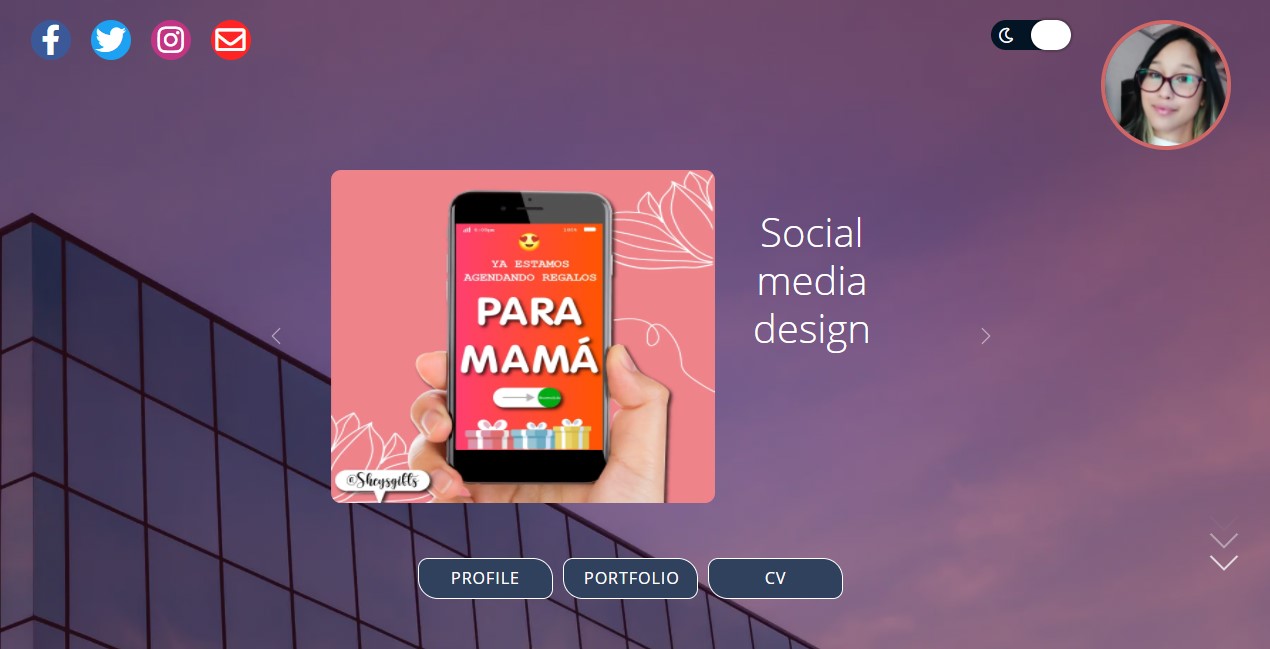 YA ESTAMOS
AGENDANDO REGALOS
PARA
MAMÁ
@Sheysgifts
Social
media
design
PROFILE
PORTFOLIO
CV